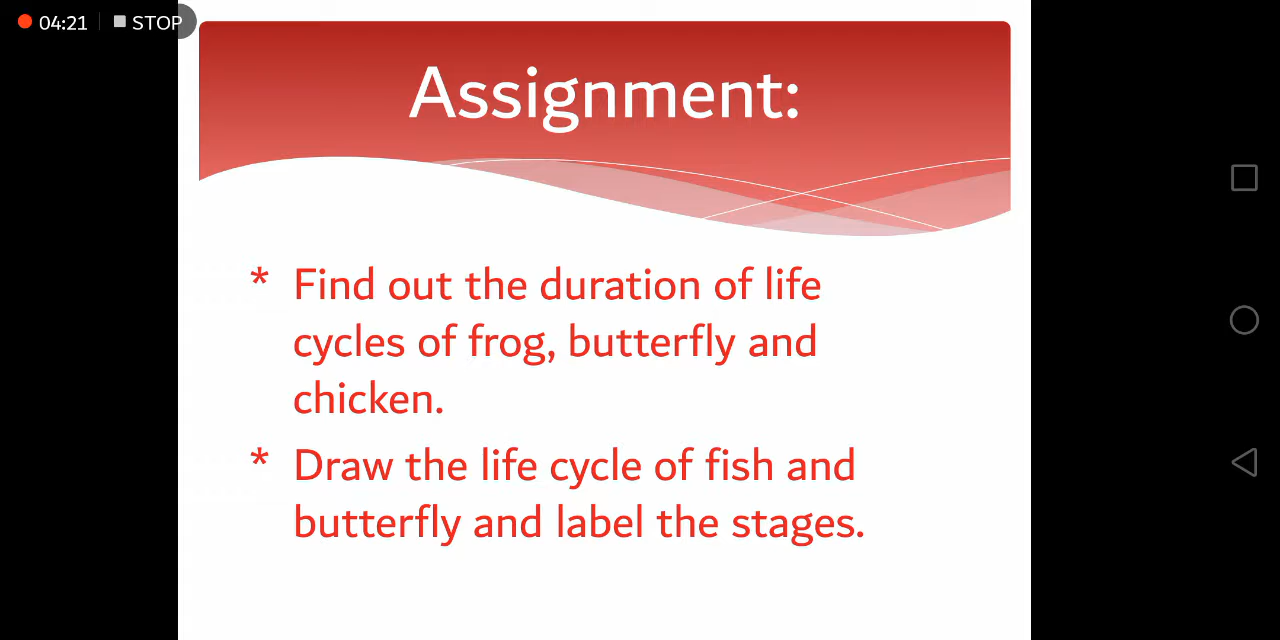 04:21 STOP
Assignment:
* Find out the duration of life
cycles of frog, butterfly and
chicken.
* Draw the life cycle of fish and
butterfly and label the stages.